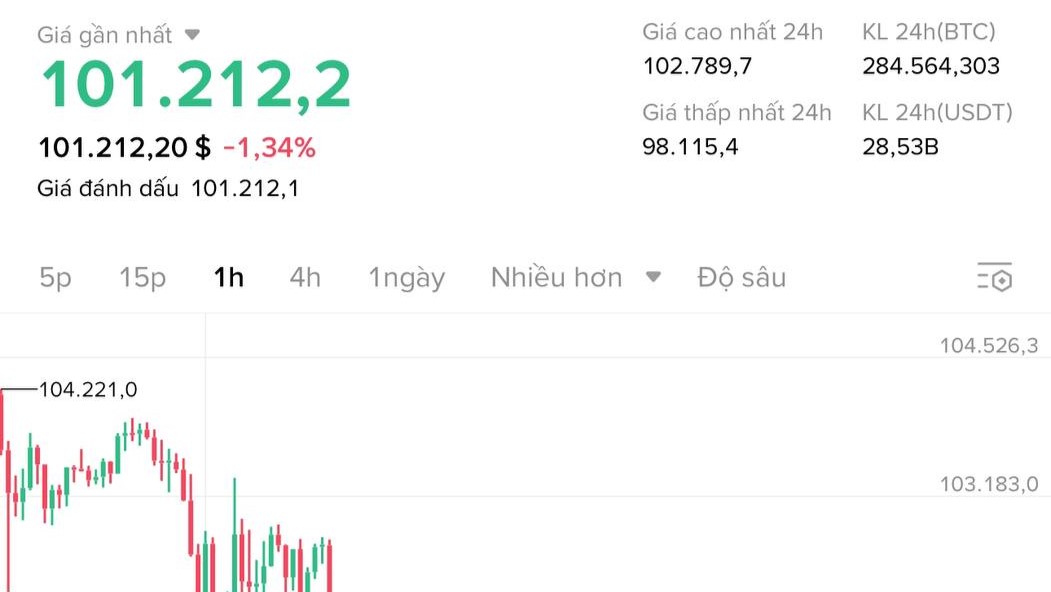 Giá gần nhất
101.212,2
101.212,20 $ -1,34%
Giá đánh dấu 101.212,1
Giá cao nhất 24h
102.789,7
Giá thấp nhất 24h
98.115,4
KL 24h(BTC)
284.564,303
KL 24h(USDT)
28,53B
5p 15p 1h 4h 1ngày Nhiều hơn Độ sâu
104.526,3
104.221,0
103.183,0